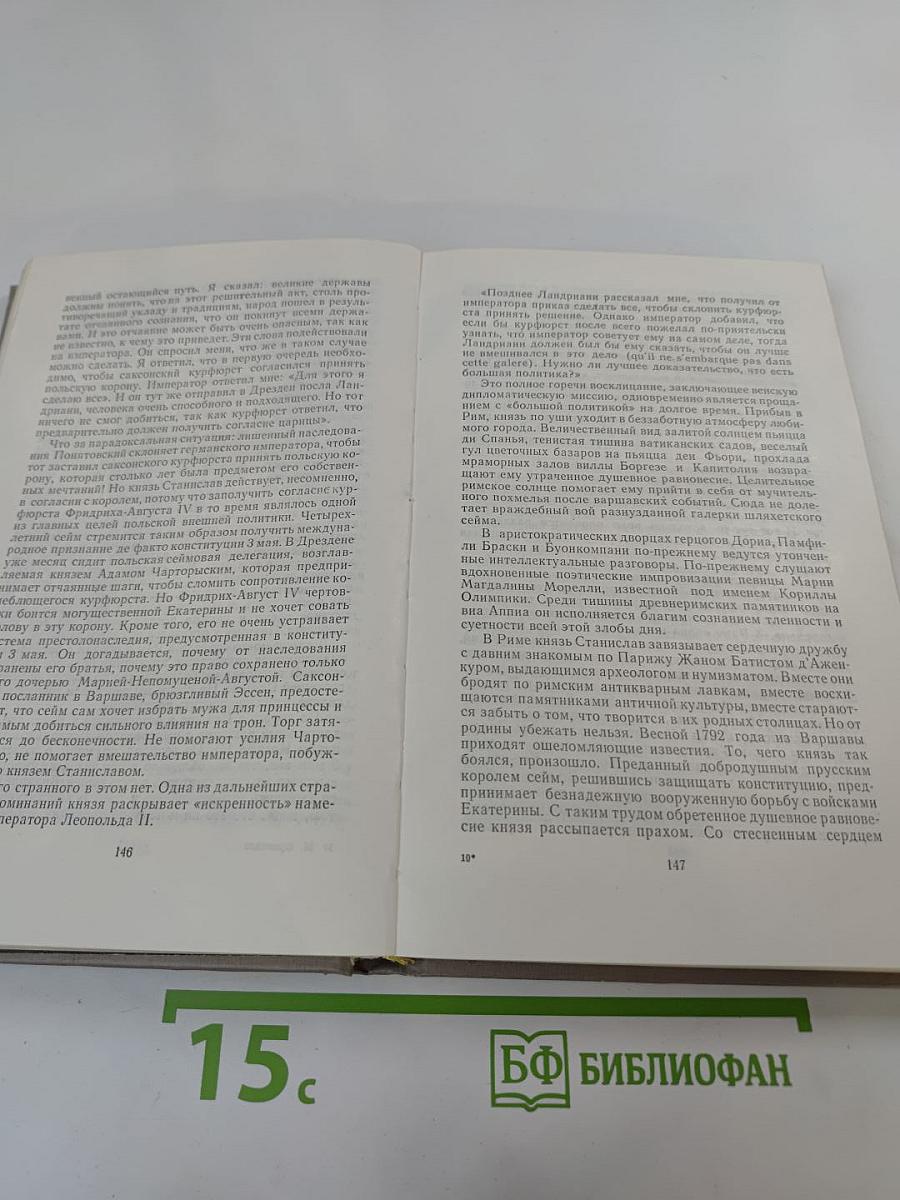 венный остающийся путь. Я сказал: великие державы
должны понять, что на этот решительный акт, столь про-
тиворечащий укладу и традициям, народ пошел в резуль-
тате отчаянного сознания, что он покинут всеми держа-
вами. И это отчаяние может быть очень опасным, так как
не известно, к чему это приведет. Эти слова подействовали
на императора. Он спросил меня, что же в таком случае
можно сделать. Я ответил, что в первую очередь необхо-
димо, чтобы саксонский курфюрст согласился принять
польскую корону. Император ответил мне: «Для этого я
сделаю все». И он тут же отправил в Дрезден посла Лан-
дриани, человека очень способного и подходящего. Но тот
ничего не смог добиться, так как курфюрст ответил, что
предварительно должен получить согласие царицы».
Что за парадоксальная ситуация: лишенный наследова-
ния Понятовский склоняет германского императора, чтобы
тот заставил саксонского курфюрста принять польскую ко-
рону, которая столько лет была предметом его собствен-
ных мечтаний! Но князь Станислав действует, несомненно,
в согласии с королем, потому что заполучить согласие кур-
фюрста Фридриха-Августа IV в то время являлось одной
из главных целей польской внешней политики. Четырех-
летний сейм стремится таким образом получить междуна-
родное признание де факто конституции 3 мая. В Дрездене
уже месяц сидит польская сеймовая делегация, возглав-
ляемая князем Адамом Чарторыским, которая предпри-
нимает отчаянные шаги, чтобы сломить сопротивление ко-
леблющегося курфюрста. Но Фридрих-Август IV чертов-
ки боится могущественной Екатерины и не хочет совать
олову в эту корону. Кроме того, его не очень устраивает
стема престолонаследия, предусмотренная в конститу-
и 3 мая. Он догадывается, почему от наследования
ранены его братья, почему это право сохранено только
го дочерью Марией-Непомуценой-Августой. Саксон-
посланник в Варшаве, брюзгливый Эссен, предосте-
т, что сейм сам хочет избрать мужа для принцессы и
мым добиться сильного влияния на трон. Торг затя-
ся до бесконечности. Не помогают усилия Чарто-
о, не помогает вмешательство императора, побуж-
о князем Станиславом.
го странного в этом нет. Одна из дальнейших стра-
оминаний князя раскрывает «искренность» наме-
ператора Леопольда II.
146
«Позднее Ландриани рассказал мне, что получил от
императора приказ сделать все, чтобы склонить курфюр-
ста принять решение. Однако император добавил, что
если бы курфюрст после всего пожелал по-приятельски
узнать, что император советует ему на самом деле, тогда
Ландриани должен был бы ему сказать, чтобы он лучше
не вмешивался в это дело (qu'il ne s'embarque pas dans
cette galere). Нужно ли лучшее доказательство, что есть
большая политика?»
Это полное горечи восклицание, заключающее венскую
дипломатическую миссию, одновременно является проща-
нием с «большой политикой» на долгое время. Прибыв в
Рим, князь по уши уходит в беззаботную атмосферу люби-
мого города. Величественный вид залитой солнцем пьяцца
ди Спанья, тенистая тишина ватиканских садов, веселый
гул цветочных базаров на пьяцца деи Фьори, прохлада
мраморных залов виллы Боргезе и Капитолия возвра-
щают ему утраченное душевное равновесие. Целительное
римское солнце помогает ему прийти в себя от мучитель-
ного похмелья после варшавских событий. Сюда не доле-
тает враждебный вой разнузданной галерки шляхетского
сейма.
В аристократических дворцах герцогов Дориа, Памфи-
ли Браски и Буонкомпани по-прежнему ведутся утончен-
ные интеллектуальные разговоры. По-прежнему слушают
вдохновенные поэтические импровизации певицы Марии
Магдалины Морелли, известной под именем Кориллы
Олимпики. Среди тишины древнеримских памятников на
виа Аппиа он исполняется благим сознанием тленности и
суетности всей этой злобы дня.
В Риме князь Станислав завязывает сердечную дружбу
с давним знакомым по Парижу Жаном Батистом д'Ажен-
куром, выдающимся археологом и нумизматом. Вместе они
бродят по римским антикварным лавкам, вместе восхи-
щаются памятниками античной культуры, вместе старают-
ся забыть о том, что творится в их родных столицах. Но от
родины убежать нельзя. Весной 1792 года из Варшавы
приходят ошеломляющие известия. То, чего князь так
боялся, произошло. Преданный добродушным прусским
королем сейм, решившись защищать конституцию, пред-
принимает безнадежную вооруженную борьбу с войсками
Екатерины. С таким трудом обретенное душевное равнове-
сие князя рассыпается прахом. Со стесненным сердцем
10*
147
15 с
БФ БИБЛИОФАН